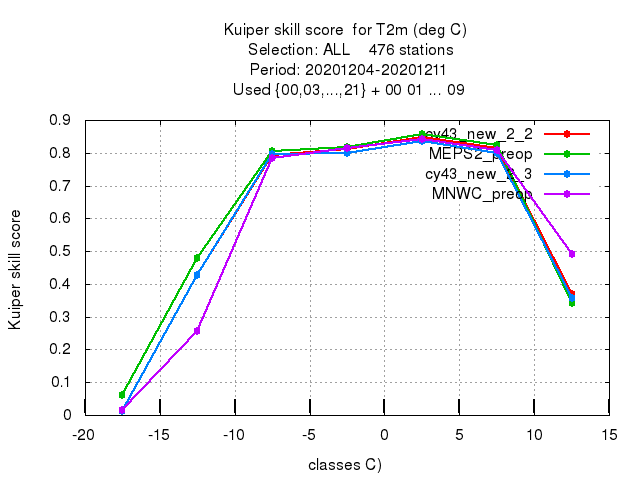 Kuiper skill score for T2m (deg C)
Selection: ALL 476 stations
Period: 20201204-20201211
Used {00,03,...,21} + 00 01 ... 09
Kuiper skill score
0.9
0.8
0.7
0.6
0.5
0.4
0.3
0.2
0.1
0
cy43_new_2_2
MEPS2_preop
cy43_new_2_3
MNWC_preop
-20 -15 -10 -5 0 5 10 15
classes C)